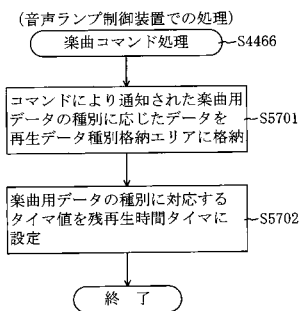 (音声ランプ制御装置での処理)
楽曲コマンド処理
S4466
コマンドにより通知された楽曲用
データの種別に応じたデータを
再生データ種別格納エリアに格納
S5701
楽曲用データの種別に対応する
タイマ値を残再生時間タイマに
設定
S5702
終 了